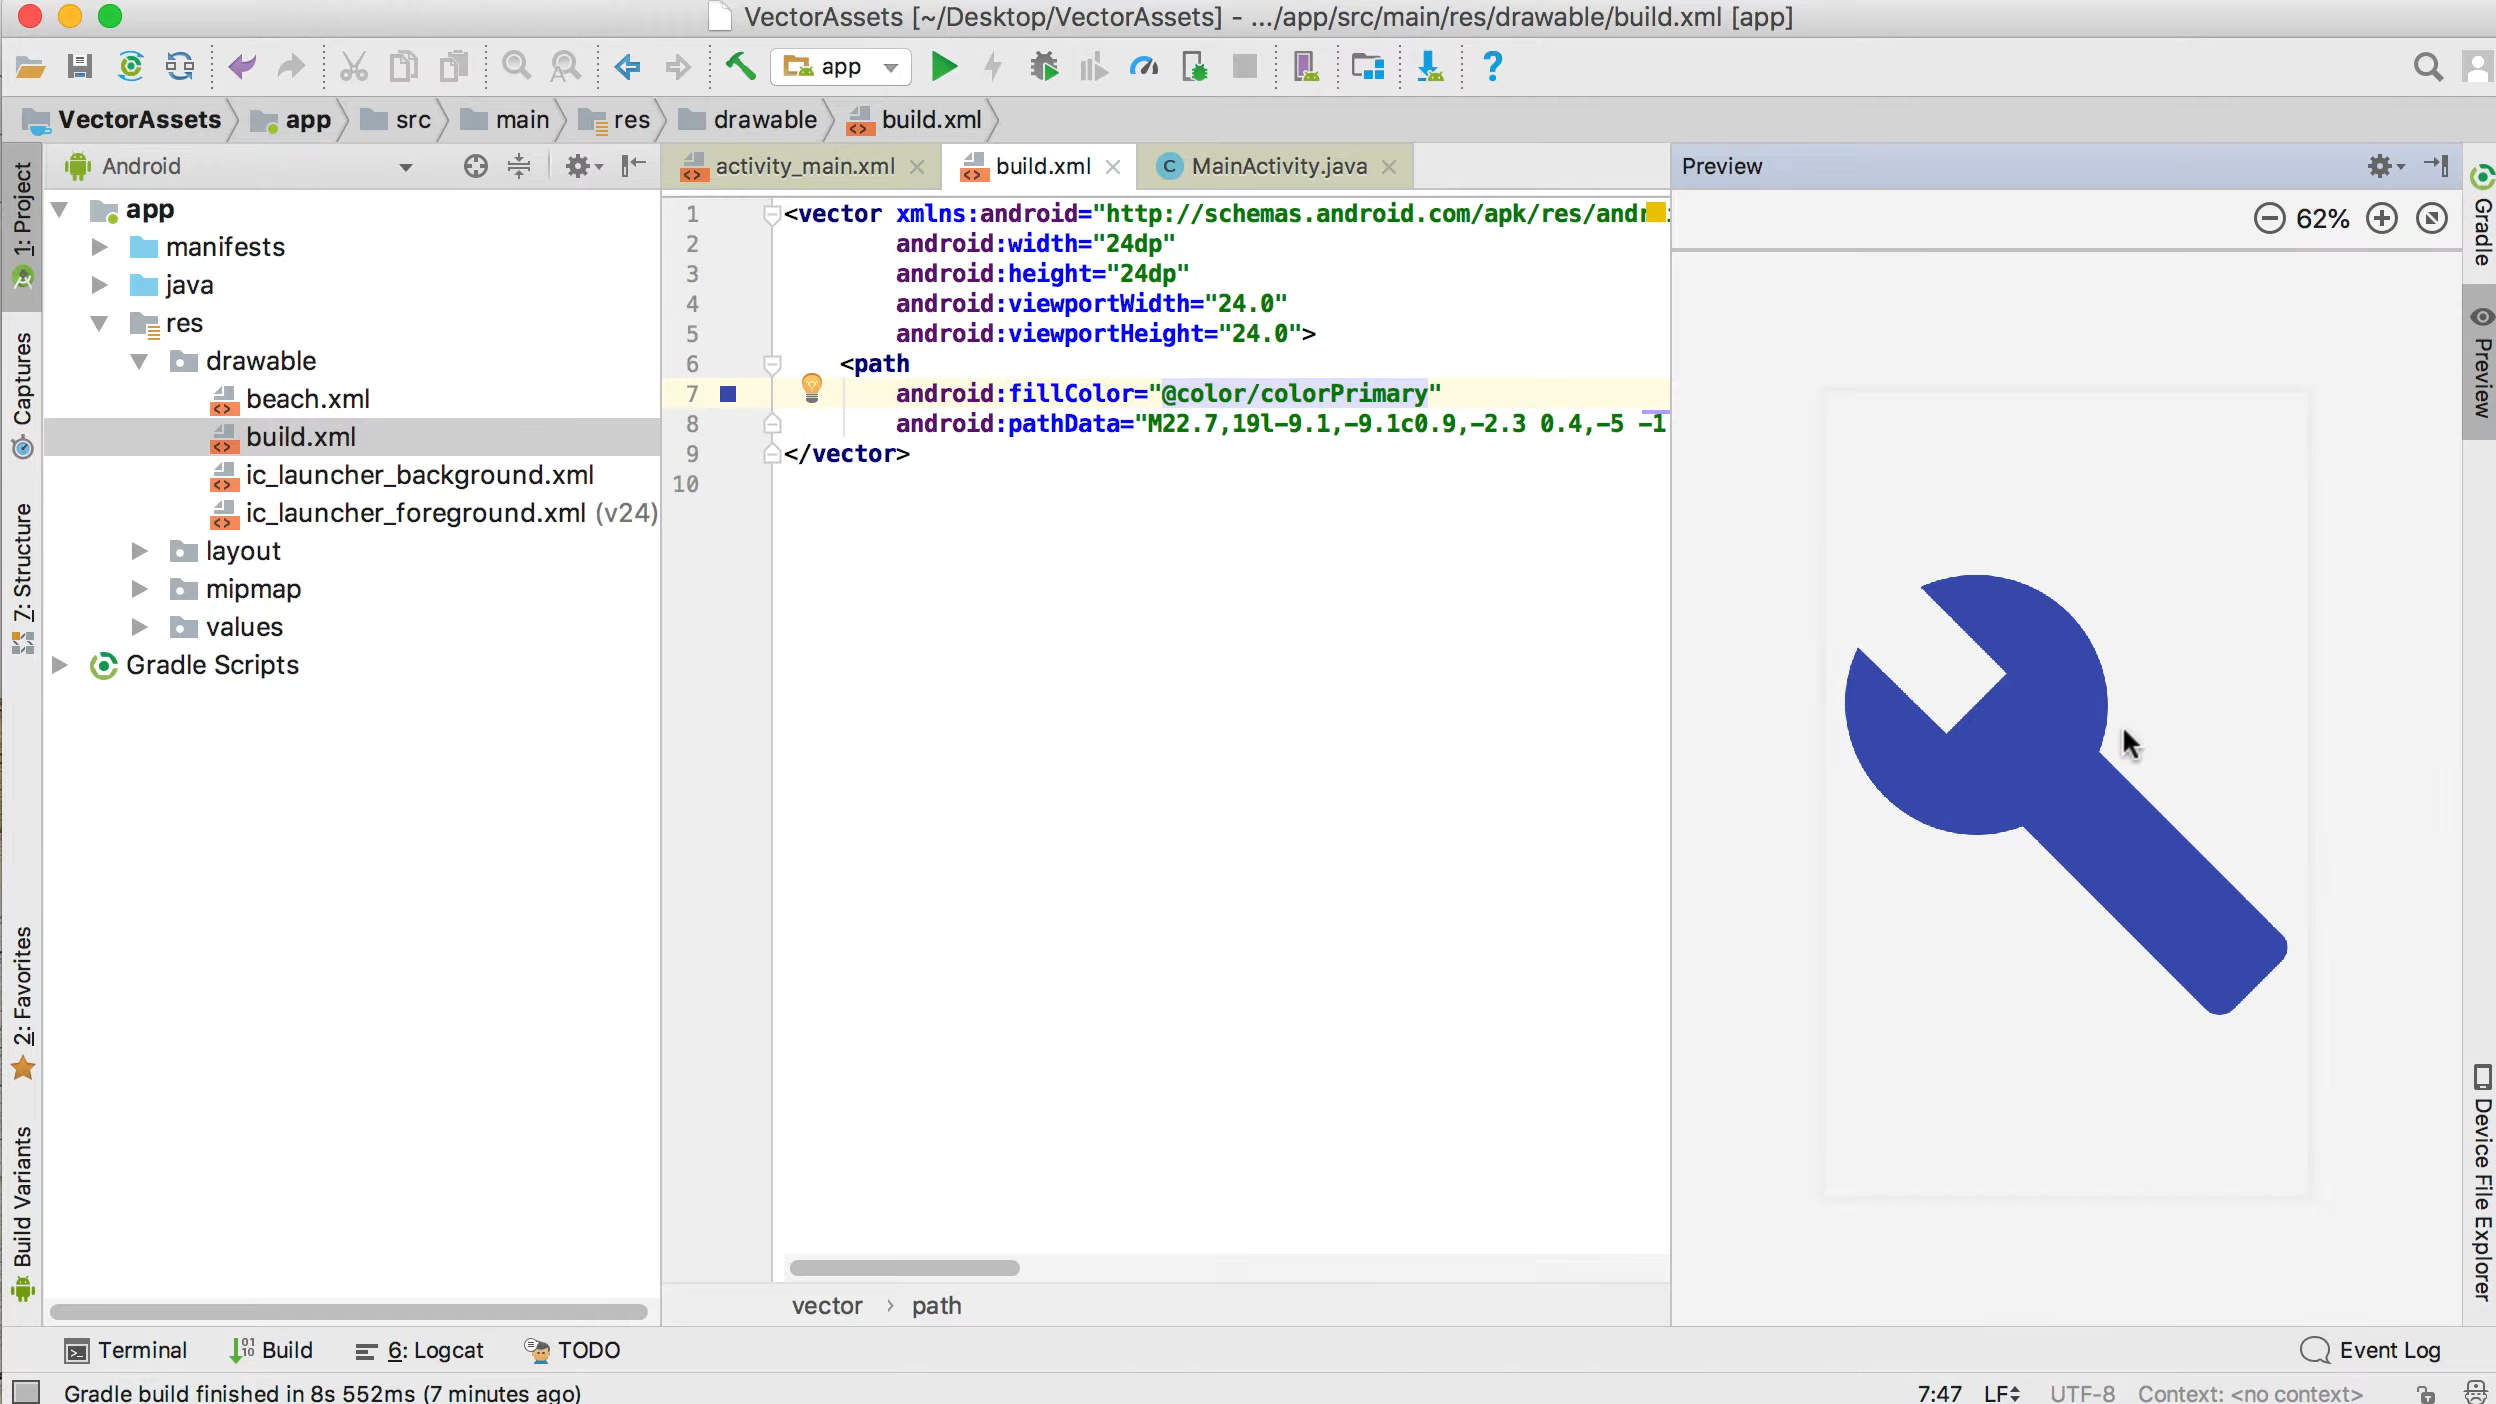 VectorAssets [~/Desktop/VectorAssets] - .../app/src/main/res/drawable/build.xml [app]
app
VectorAssets app src main res drawable build.xml
1: Project
Captures
7: Structure
2: Favorites
Build Variants
Android
app
manifests
java
res
drawable
beach.xml
build.xml
ic_launcher_background.xml
ic_launcher_foreground.xml (v24)
layout
mipmap
values
Gradle Scripts
activity_main.xml build.xml MainActivity.java
1 <vector xmlns:android="http://schemas.android.com/apk/res/andr
2 android:width="24dp"
3 android:height="24dp"
4 android:viewportWidth="24.0"
5 android:viewportHeight="24.0">
6 <path
7 android:fillColor="@color/colorPrimary"
8 android:pathData="M22.7,19l-9.1,-9.1c0.9,-2.3 0.4,-5 -1
9 </vector>
10
vector › path
Preview
62%
Gradle
Preview
Device File Explorer
Terminal Build 6: Logcat TODO Event Log
Gradle build finished in 8s 552ms (7 minutes ago) 7:47 LF UTF-8 Context: <no context>